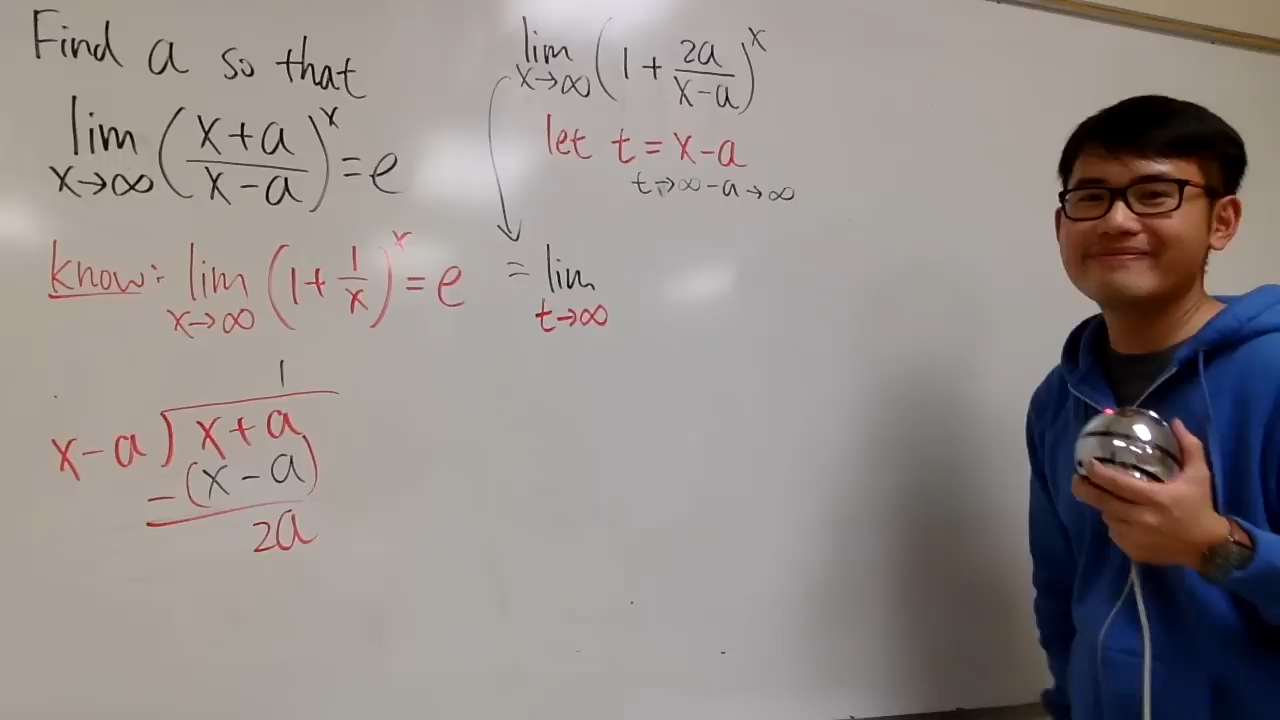 Find a so that
lim x→∞ ((x+a)/(x-a))^x = e
know: lim x→∞ (1 + 1/x)^x = e
1
x-a ) x+a
-(x-a)
2a
lim x→∞ (1 + 2a/(x-a))^x
let t = x-a
t→∞-a→∞
= lim t→∞